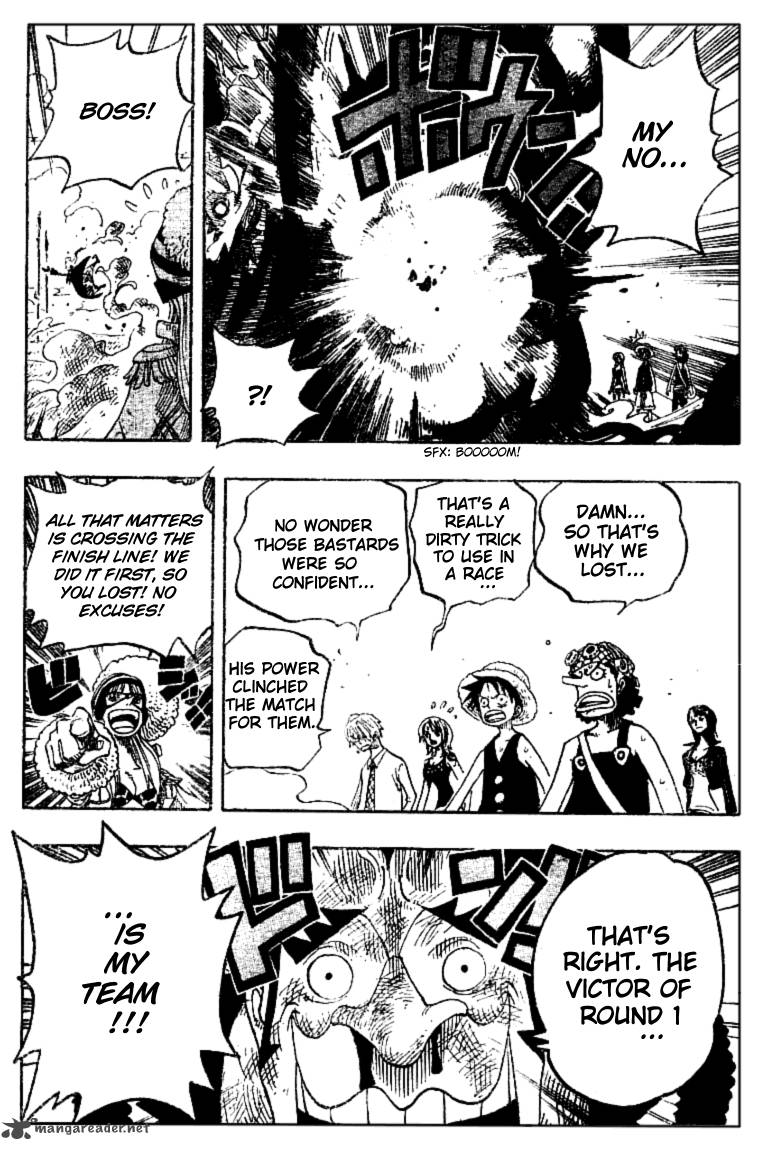 MY
NO...
ボウン
?!
SFX: BOOOOOM!
BOSS!
DAMN...
SO THAT'S
WHY WE
LOST...
THAT'S A
REALLY
DIRTY TRICK
TO USE IN
A RACE
...
NO WONDER
THOSE BASTARDS
WERE SO
CONFIDENT...
HIS POWER
CLINCHED
THE MATCH
FOR THEM.
ALL THAT MATTERS
IS CROSSING THE
FINISH LINE! WE
DID IT FIRST, SO
YOU LOST! NO
EXCUSES!
THAT'S
RIGHT. THE
VICTOR OF
ROUND 1
...
...
IS
MY
TEAM
!!!
mangareader.net